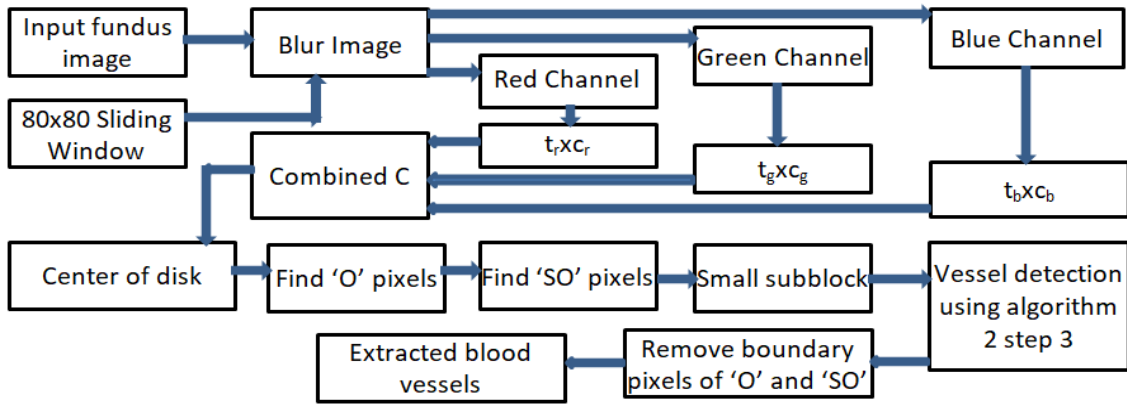 Input fundus
image
Blur Image
Blue Channel
Green Channel
Red Channel
80x80 Sliding
Window
tᵣxcᵣ
Combined C
t_gxc_g
t_bxc_b
Center of disk
Find ‘O’ pixels
Find ‘SO’ pixels
Small subblock
Vessel detection
using algorithm
2 step 3
Extracted blood
vessels
Remove boundary
pixels of ‘O’ and ‘SO’